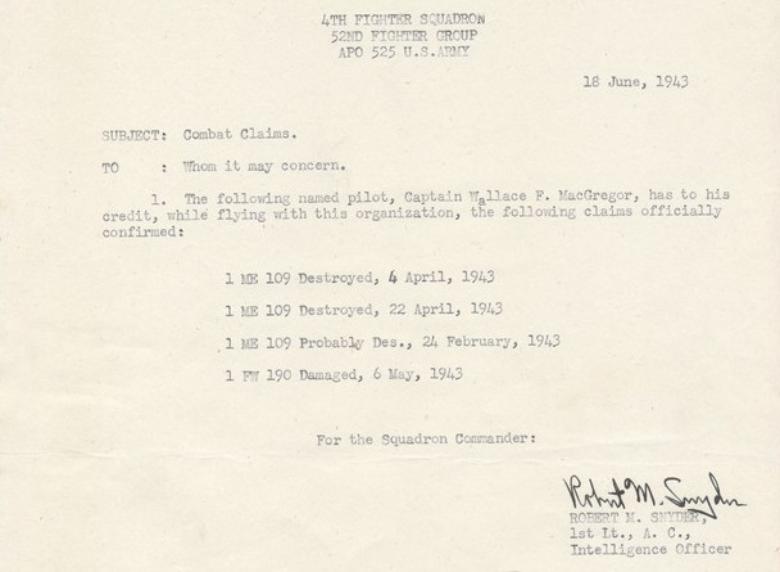 4TH FIGHTER SQUADRON
52ND FIGHTER GROUP
APO 525 U.S.ARMY
18 June, 1943
SUBJECT: Combat Claims.
TO : Whom it may concern.
1. The following named pilot, Captain Wallace F. MacGregor, has to his
credit, while flying with this organization, the following claims officially
confirmed:
1 ME 109 Destroyed, 4 April, 1943
1 ME 109 Destroyed, 22 April, 1943
1 ME 109 Probably Des., 24 February, 1943
1 FW 190 Damaged, 6 May, 1943
For the Squadron Commander:
Robert M. Snyder
ROBERT M. SNYDER,
1st Lt., A. C.,
Intelligence Officer